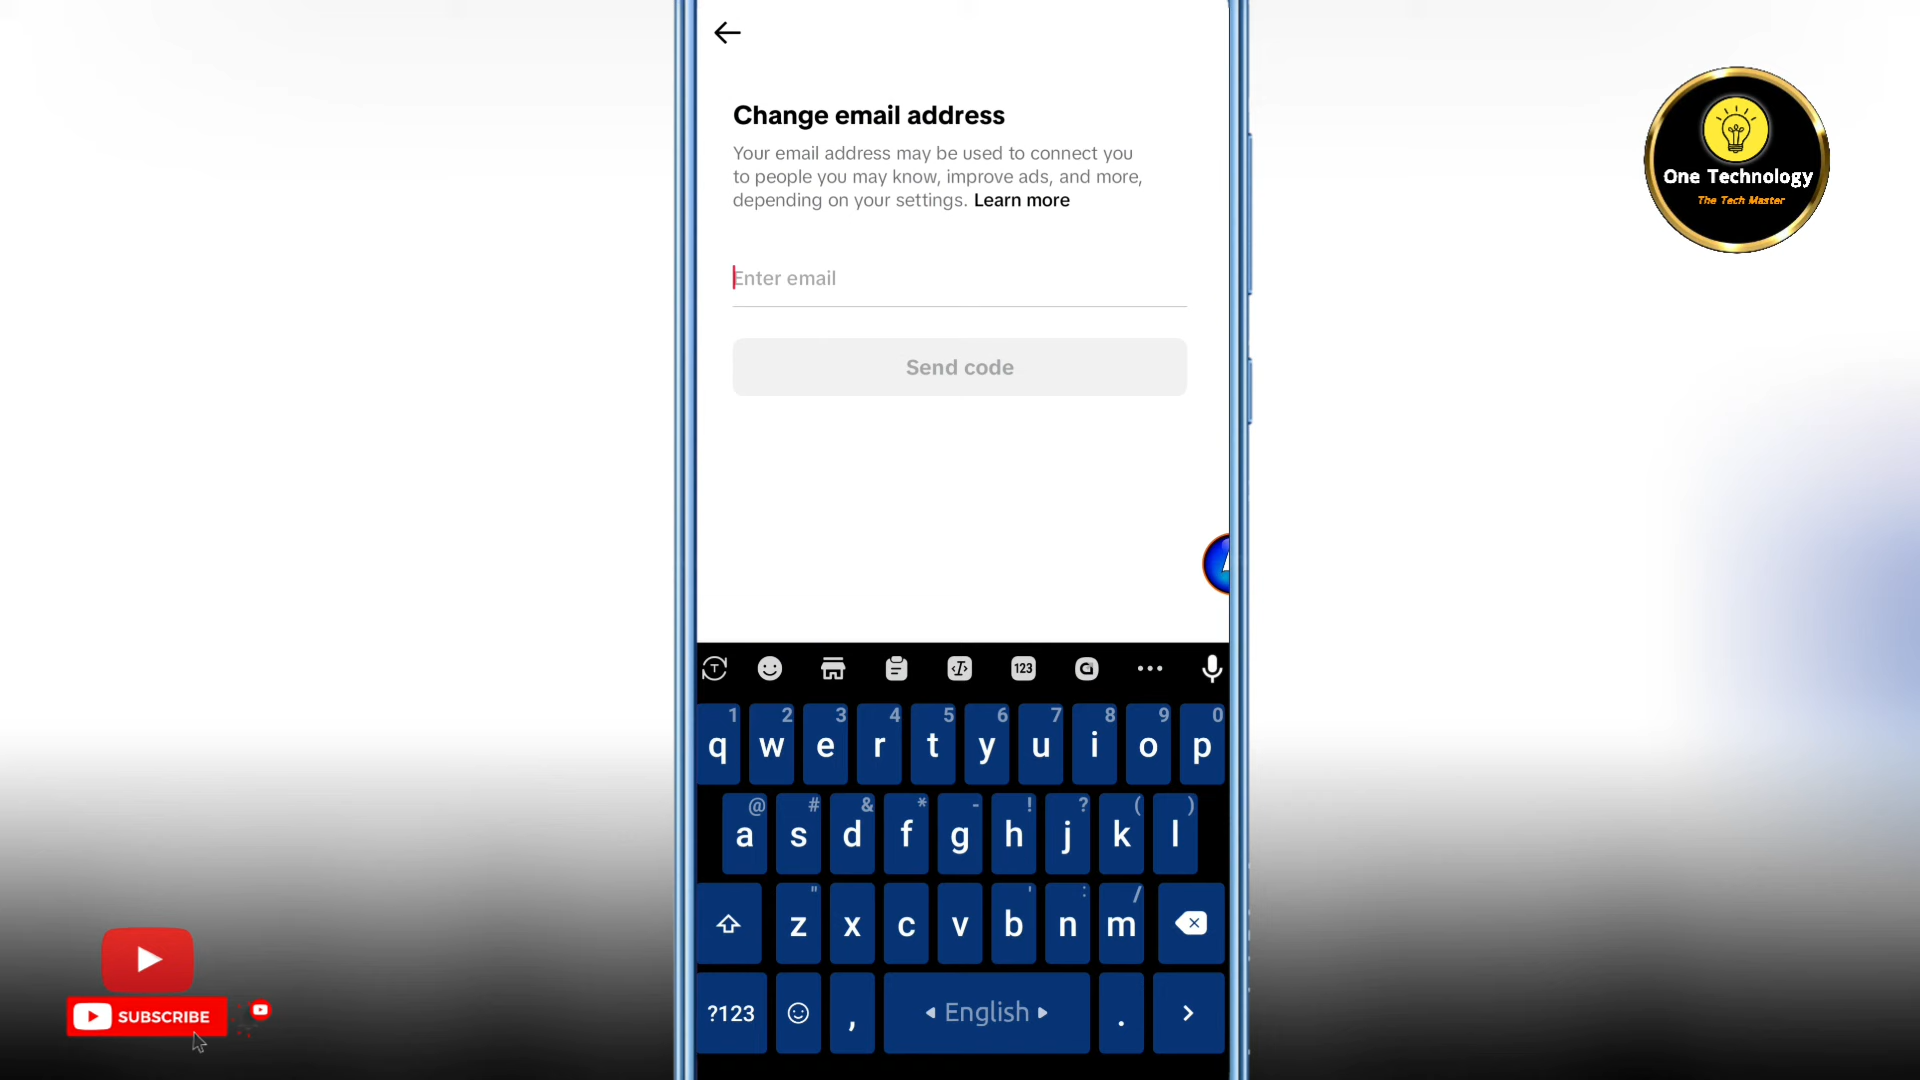 Change email address
Your email address may be used to connect you
to people you may know, improve ads, and more,
depending on your settings. Learn more
Enter email
Send code
One Technology
The Tech Master
123
1 2 3 4 5 6 7 8 9 0
q w e r t y u i o p
@ # & * - ! ? ( )
a s d f g h j k l
" ' : /
z x c v b n m
?123 , English .
SUBSCRIBE